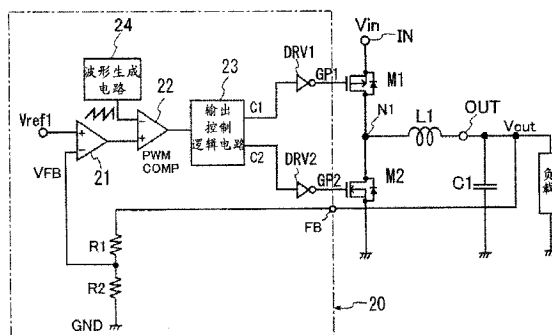 24
波形生成
电路
22
23
输出
控制
逻辑电路
C1
C2
DRV1
GP1
DRV2
GP2
Vin
IN
M1
N1
L1
OUT
Vout
M2
C1
负
载
Vref1
VFB
21
PWM
COMP
FB
R1
R2
GND
20